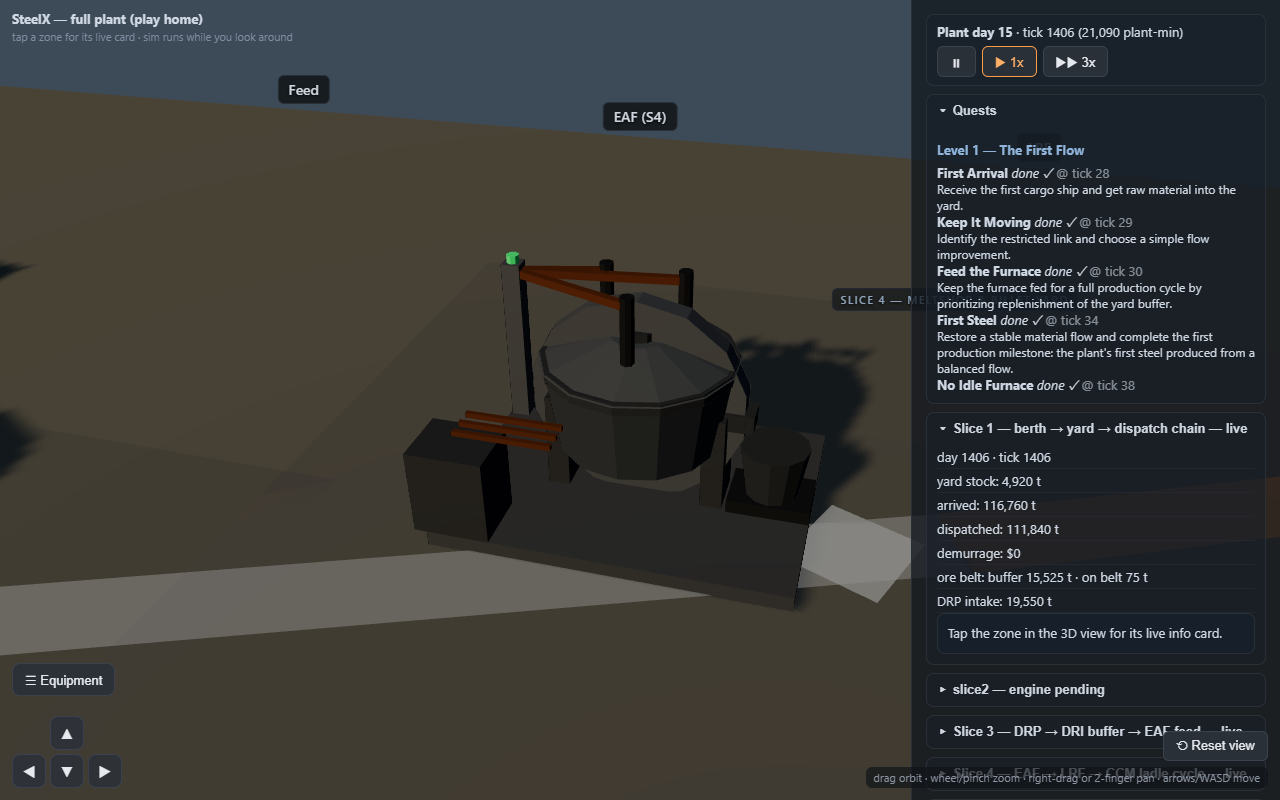 SteelX — full plant (play home)
tap a zone for its live card · sim runs while you look around
Feed
EAF (S4)
SLICE 4 —
☰ Equipment
▲
◀ ▼ ▶
Plant day 15 · tick 1406 (21,090 plant-min)
⏸ ▶ 1x ▶▶ 3x
▾ Quests
Level 1 — The First Flow
First Arrival done ✓ @ tick 28
Receive the first cargo ship and get raw material into the
yard.
Keep It Moving done ✓ @ tick 29
Identify the restricted link and choose a simple flow
improvement.
Feed the Furnace done ✓ @ tick 30
Keep the furnace fed for a full production cycle by
prioritizing replenishment of the yard buffer.
First Steel done ✓ @ tick 34
Restore a stable material flow and complete the first
production milestone: the plant's first steel produced from a
balanced flow.
No Idle Furnace done ✓ @ tick 38
▾ Slice 1 — berth → yard → dispatch chain — live
day 1406 · tick 1406
yard stock: 4,920 t
arrived: 116,760 t
dispatched: 111,840 t
demurrage: $0
ore belt: buffer 15,525 t · on belt 75 t
DRP intake: 19,550 t
Tap the zone in the 3D view for its live info card.
▸ slice2 — engine pending
▸ Slice 3 — DRP → DRI buffer → EAF feed — live
⟲ Reset view
▸ Slice 4 — EAF → LRF → CCM ladle cycle — live
drag orbit · wheel/pinch zoom · right-drag or 2-finger pan · arrows/WASD move